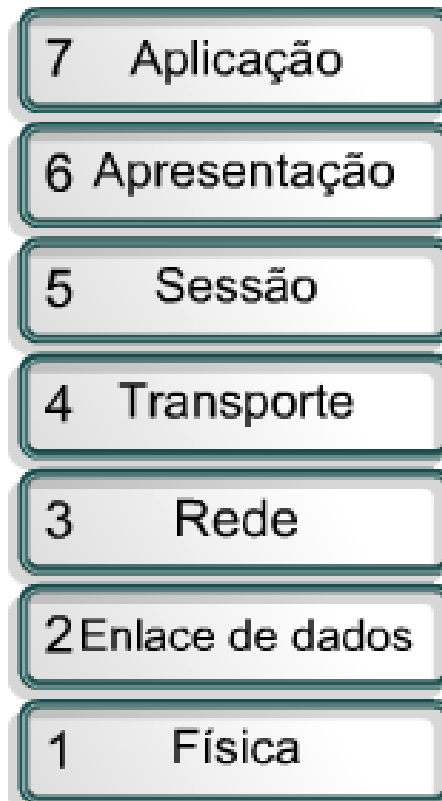 7 Aplicação
6 Apresentação
5 Sessão
4 Transporte
3 Rede
2 Enlace de dados
1 Física